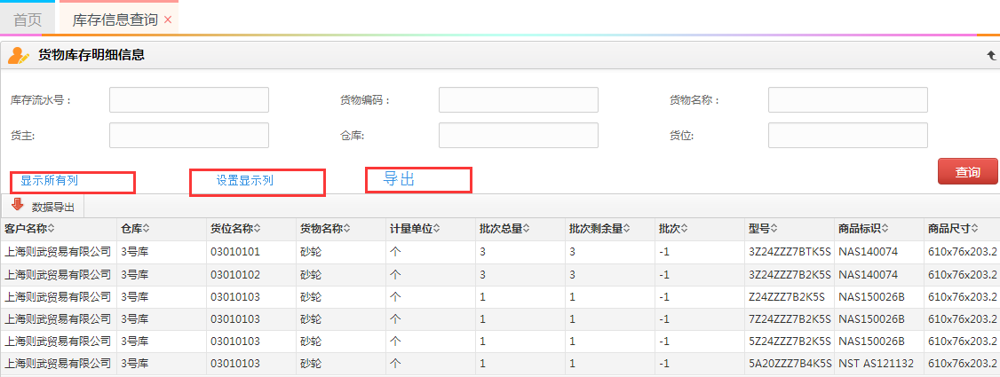 首页 库存信息查询 ×
货物库存明细信息
库存流水号： 货物编码： 货物名称：
货主: 仓库: 货位:
显示所有列 设置显示列 导出 查询
数据导出
客户名称 仓库 货位名称 货物名称 计量单位 批次总量 批次剩余量 批次 型号 商品标识 商品尺寸
上海则武贸易有限公司 3号库 03010101 砂轮 个 3 3 -1 3Z24ZZZ7BTK5S NAS140074 610x76x203.2
上海则武贸易有限公司 3号库 03010102 砂轮 个 3 3 -1 3Z24ZZZ7B2K5S NAS140074 610x76x203.2
上海则武贸易有限公司 3号库 03010103 砂轮 个 1 1 -1 Z24ZZZ7B2K5S NAS150026B 610x76x203.2
上海则武贸易有限公司 3号库 03010103 砂轮 个 1 1 -1 7Z24ZZZ7B2K5S NAS150026B 610x76x203.2
上海则武贸易有限公司 3号库 03010103 砂轮 个 1 1 -1 5Z24ZZZ7B2K5S NAS150026B 610x76x203.2
上海则武贸易有限公司 3号库 03010103 砂轮 个 1 1 -1 5A20ZZZ7B4K5S NST AS121132 610x76x203.2